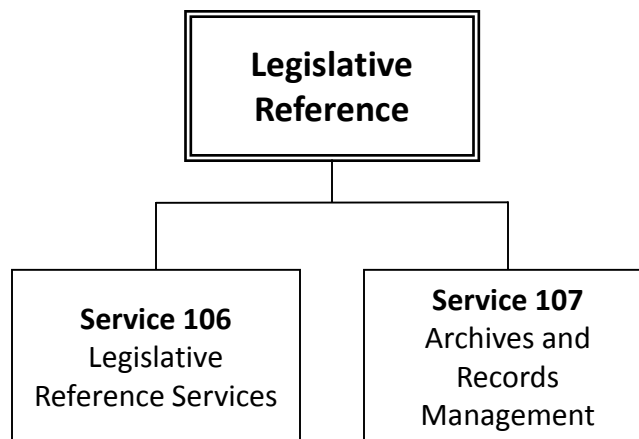 Legislative
Reference
Service 106
Legislative
Reference Services
Service 107
Archives and
Records
Management